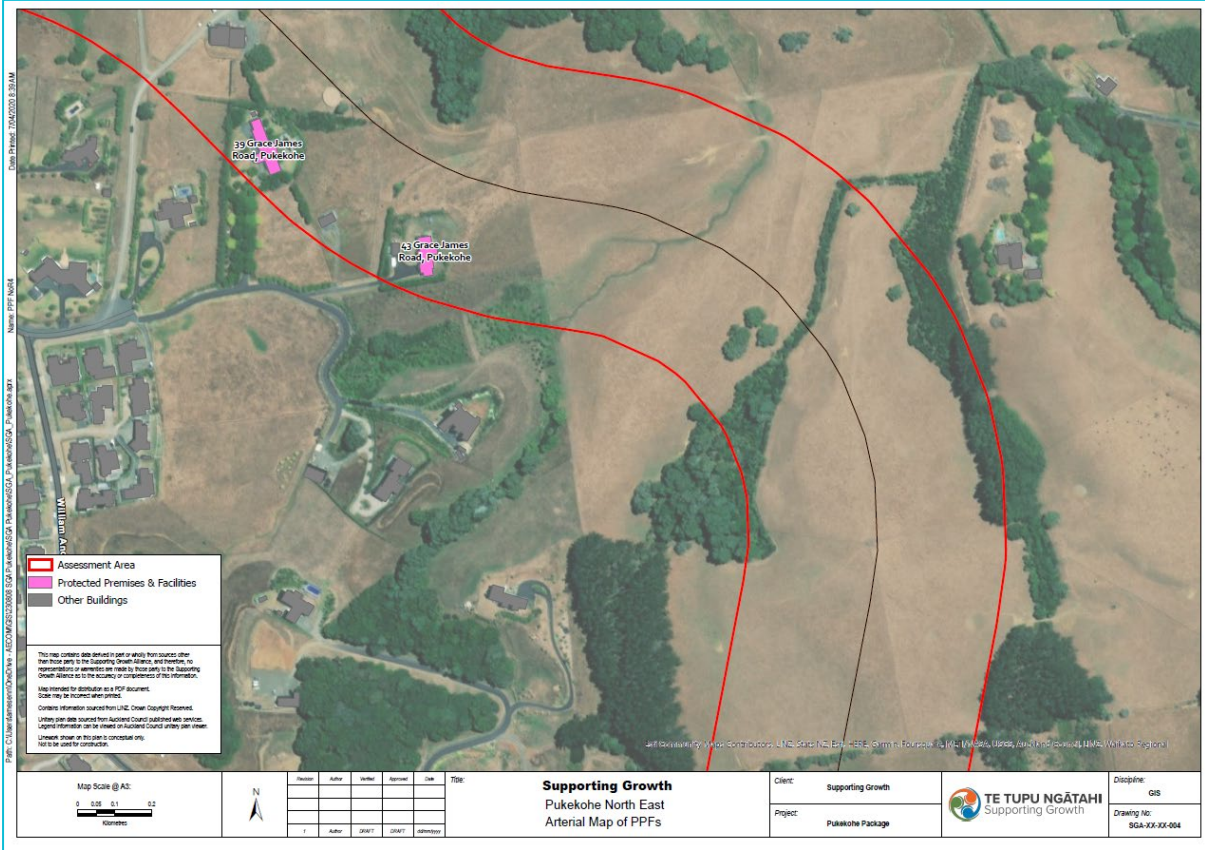 Date Printed: 7/04/2020 8:39 AM
Name: PPF NoR4
39 Grace James
Road, Pukekohe
43 Grace James
Road, Pukekohe
Assessment Area
Protected Premises & Facilities
Other Buildings
This map contains data derived in part or wholly from sources other
than those party to the Supporting Growth Alliance, and therefore, no
representations or warranties are made by those party to the Supporting
Growth Alliance as to the accuracy or completeness of this information.
Map intended for distribution as a PDF document.
Scale may be incorrect when printed.
Contains information sourced from LINZ. Crown Copyright Reserved.
Unitary plan data sourced from Auckland Council published web services.
Legend information can be viewed on Auckland Council unitary plan viewer.
Linework shown on this plan is conceptual only.
Not to be used for construction.
Map Scale @ A3:
0 0.05 0.1 0.2
Kilometres
N
Revision Author Verified Approved Date
1 Author DRAFT DRAFT dd/mm/yyyy
Title:
Supporting Growth
Pukekohe North East
Arterial Map of PPFs
Client:
Supporting Growth
Project:
Pukekohe Package
TE TUPU NGĀTAHI
Supporting Growth
Discipline:
GIS
Drawing No:
SGA-XX-XX-004